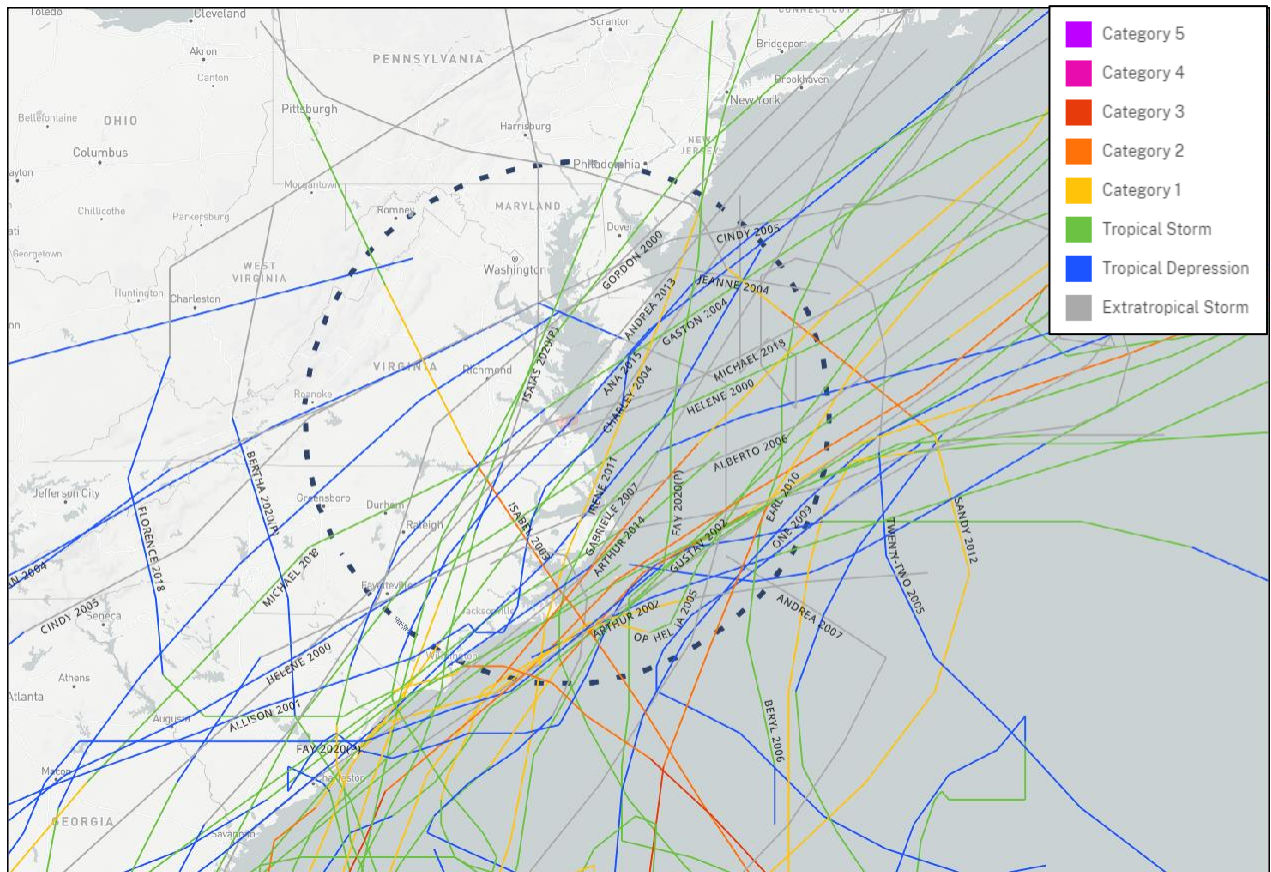 Toledo
Cleveland
Scranton
CONNECTICUT
ISLAND
Akron
PENNSYLVANIA
Bridgeport
Canton
Brookhaven
New York
Pittsburgh
Bellefontaine
OHIO
Harrisburg
Columbus
NEW
JERSEY
Philadelphia
Morgantown
Chillicothe
Parkersburg
Romney
MARYLAND
Dover
CINDY 2005
Georgetown
WEST
VIRGINIA
Washington
GORDON 2000
JEANNE 2004
Huntington
Charleston
ANDREA 2013
GASTON 2004
ISAIAS 2020(P)
VIRGINIA
Richmond
MICHAEL 2018
ANA 2015
Roanoke
CHARLEY 2004
HELENE 2000
ALBERTO 2006
Jefferson City
BERTHA 2020(P)
Greensboro
Durham
Raleigh
IRENE 2011
GABRIELLE 2007
FAY 2020(P)
EARL 2010
ONE 2009
SANDY 2012
TWENTY-TWO 2005
FLORENCE 2018
ISABEL 2003
ARTHUR 2014
GUSTAV 2002
MICHAEL 2018
Fayetteville
Jacksonville
CINDY 2005
Seneca
ARTHUR 2002
OPHELIA 2005
ANDREA 2007
Wilmington
HELENE 2000
Athens
Atlanta
ALLISON 2001
BERYL 2006
FAY 2020(P)
Macon
Charleston
GEORGIA
Savannah
Category 5
Category 4
Category 3
Category 2
Category 1
Tropical Storm
Tropical Depression
Extratropical Storm